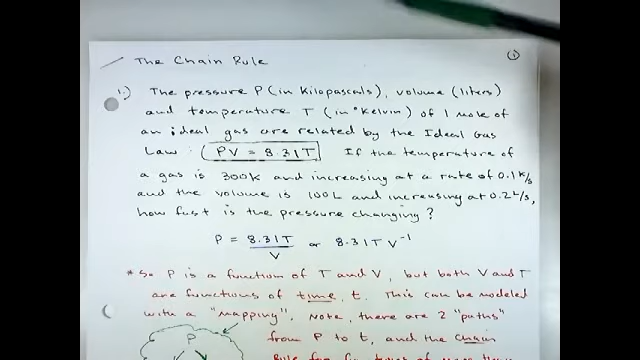 The Chain Rule ①
1.) The pressure P (in kilopascals), volume (liters)
and temperature T (in °Kelvin) of 1 mole of
an ideal gas are related by the Ideal Gas
Law: PV = 8.31T If the temperature of
a gas is 300K and increasing at a rate of 0.1 K/s
and the volume is 100L and increasing at 0.2 L/s,
how fast is the pressure changing?
P = 8.31T/V or 8.31TV⁻¹
* So P is a function of T and V, but both V and T
are functions of time, t. This can be modeled
with a "mapping". Note, there are 2 "paths"
P from P to t, and the chain
Rule for